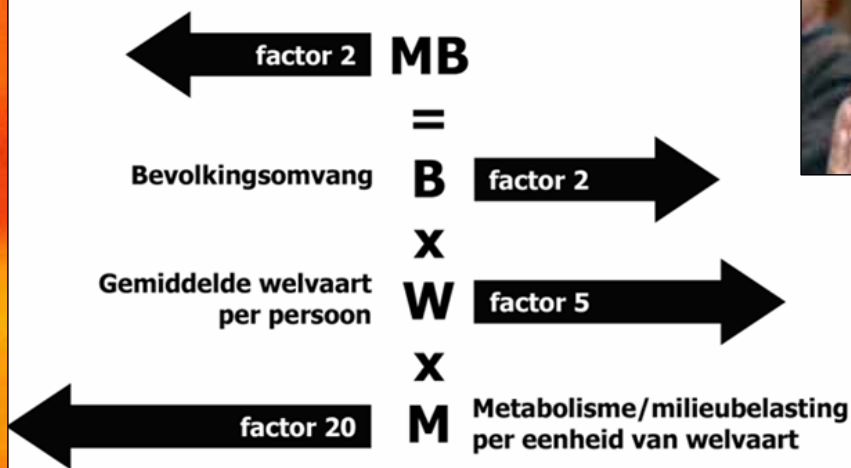 factor 2 MB
=
Bevolkingsomvang B factor 2
x
Gemiddelde welvaart
per persoon W factor 5
x
factor 20 M Metabolisme/milieubelasting
per eenheid van welvaart